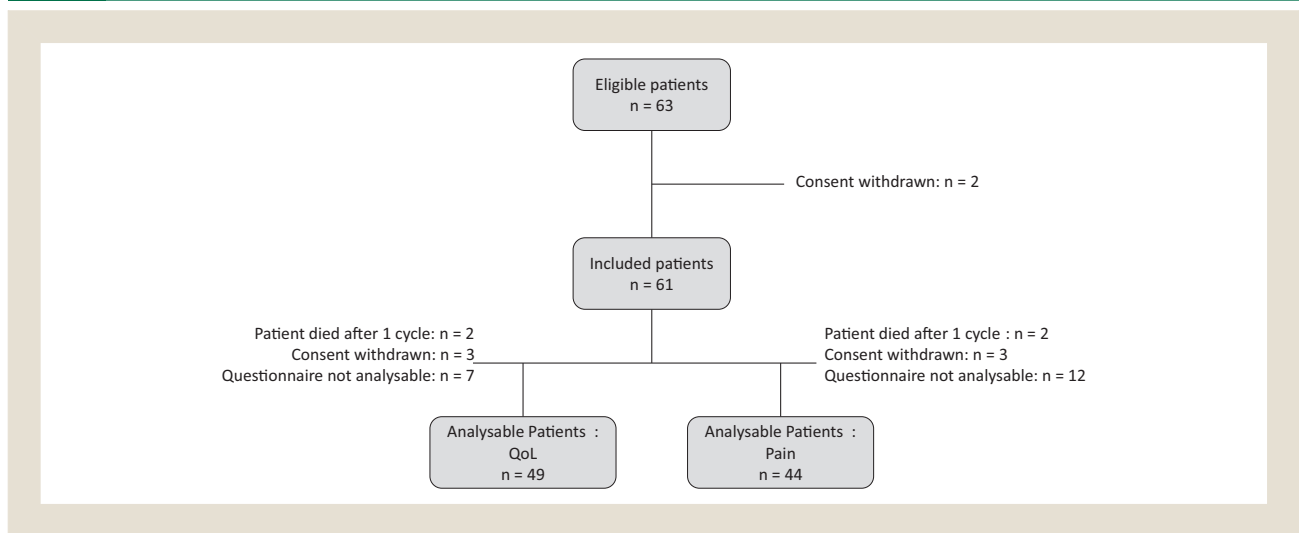 Eligible patients
n = 63
Consent withdrawn: n = 2
Included patients
n = 61
Patient died after 1 cycle: n = 2
Consent withdrawn: n = 3
Questionnaire not analysable: n = 7
Patient died after 1 cycle : n = 2
Consent withdrawn: n = 3
Questionnaire not analysable: n = 12
Analysable Patients :
QoL
n = 49
Analysable Patients :
Pain
n = 44